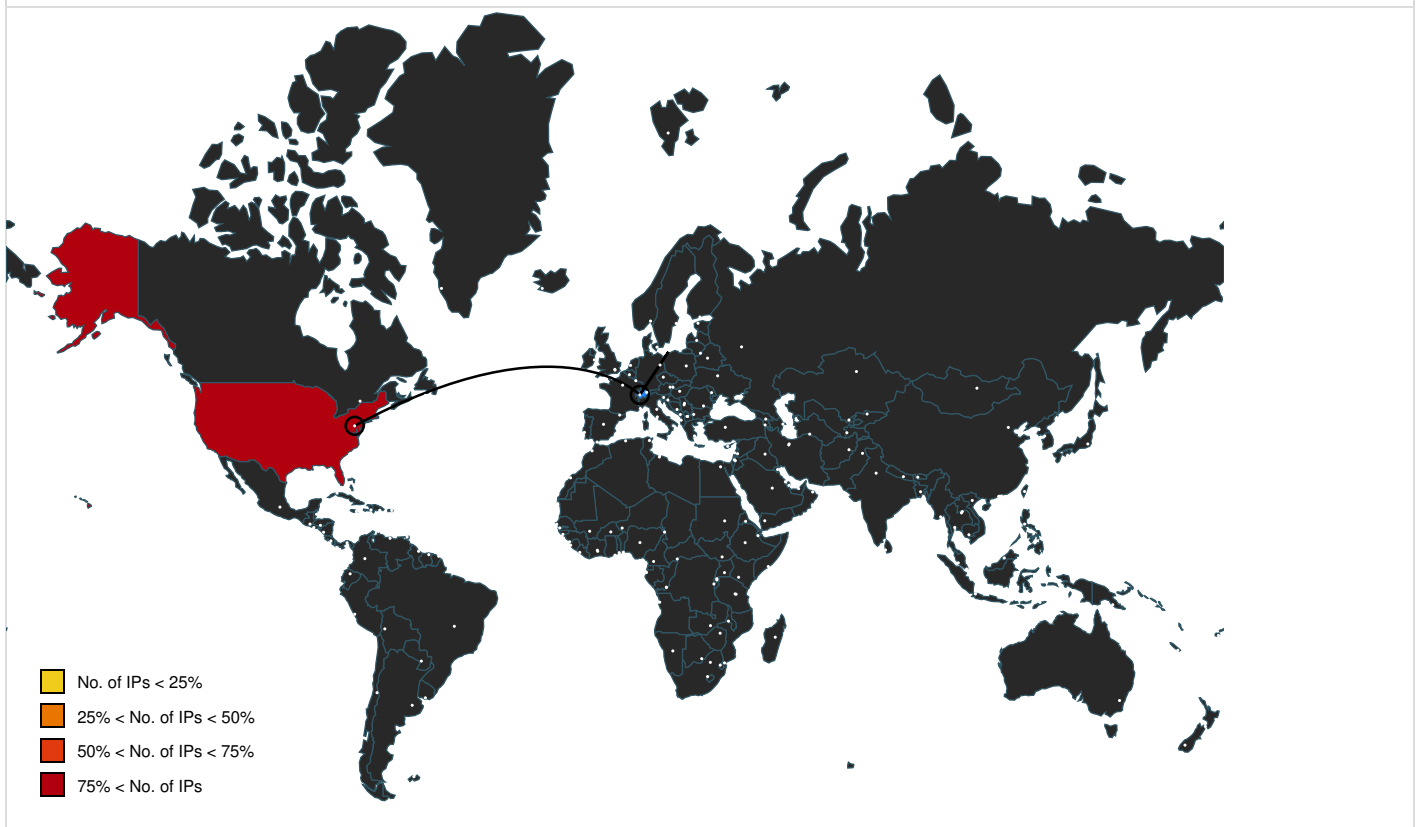 No. of IPs < 25%
25% < No. of IPs < 50%
50% < No. of IPs < 75%
75% < No. of IPs